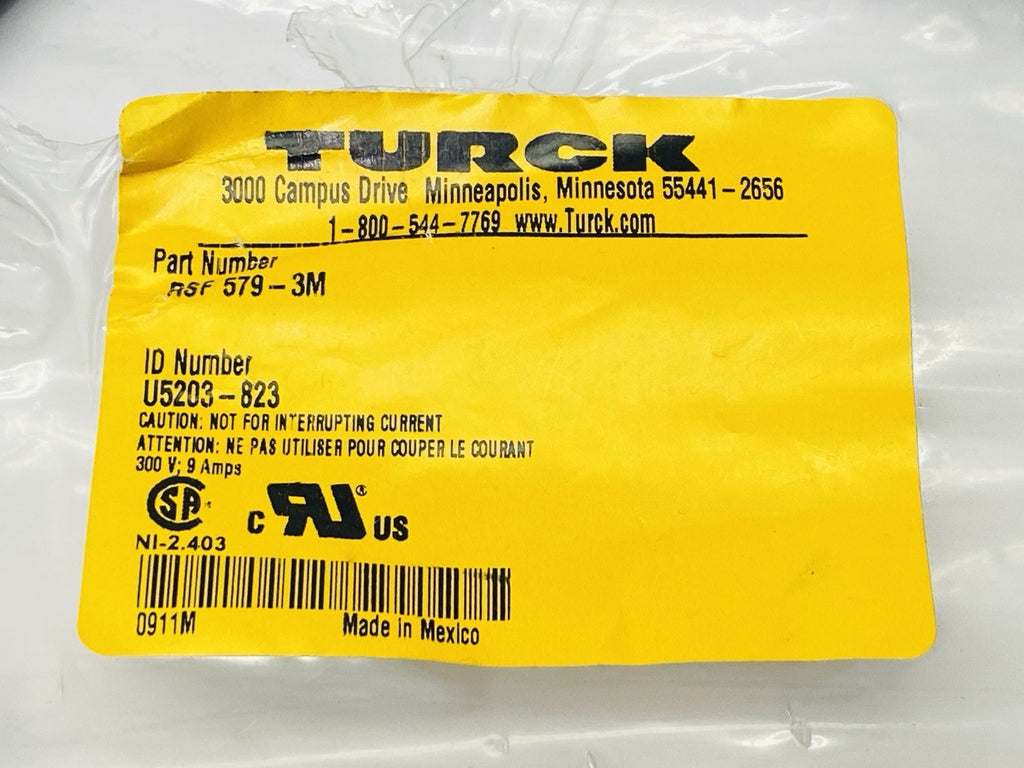 TURCK
3000 Campus Drive Minneapolis, Minnesota 55441-2656
1-800-544-7769 www.Turck.com
Part Number
RSF 579-3M
ID Number
U5203-823
CAUTION: NOT FOR INTERRUPTING CURRENT
ATTENTION: NE PAS UTILISER POUR COUPER LE COURANT
300 V; 9 Amps
SA C RU® US
NI-2.403
0911M Made in Mexico